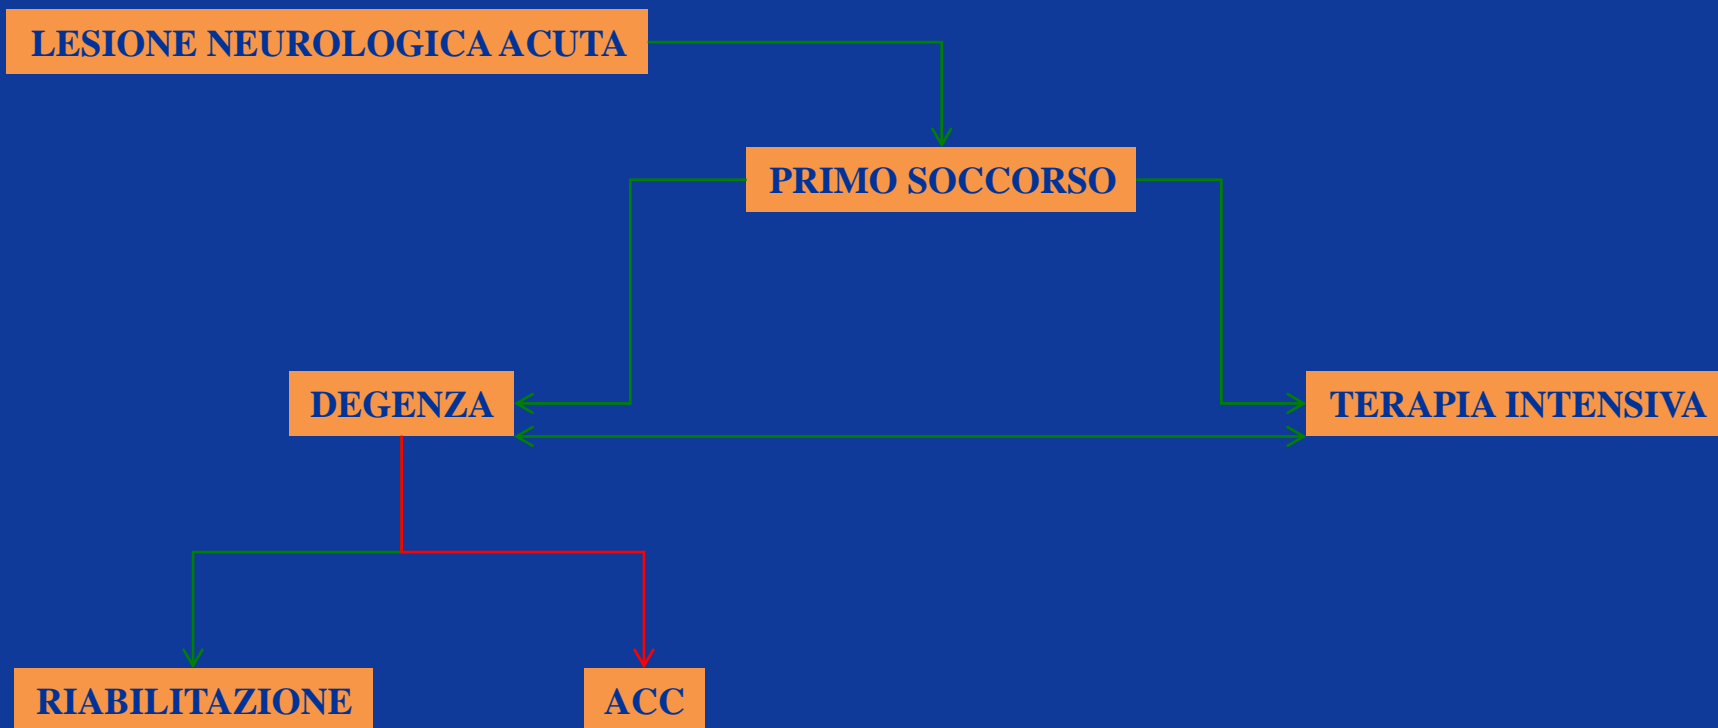 LESIONE NEUROLOGICA ACUTA
PRIMO SOCCORSO
DEGENZA
TERAPIA INTENSIVA
RIABILITAZIONE
ACC